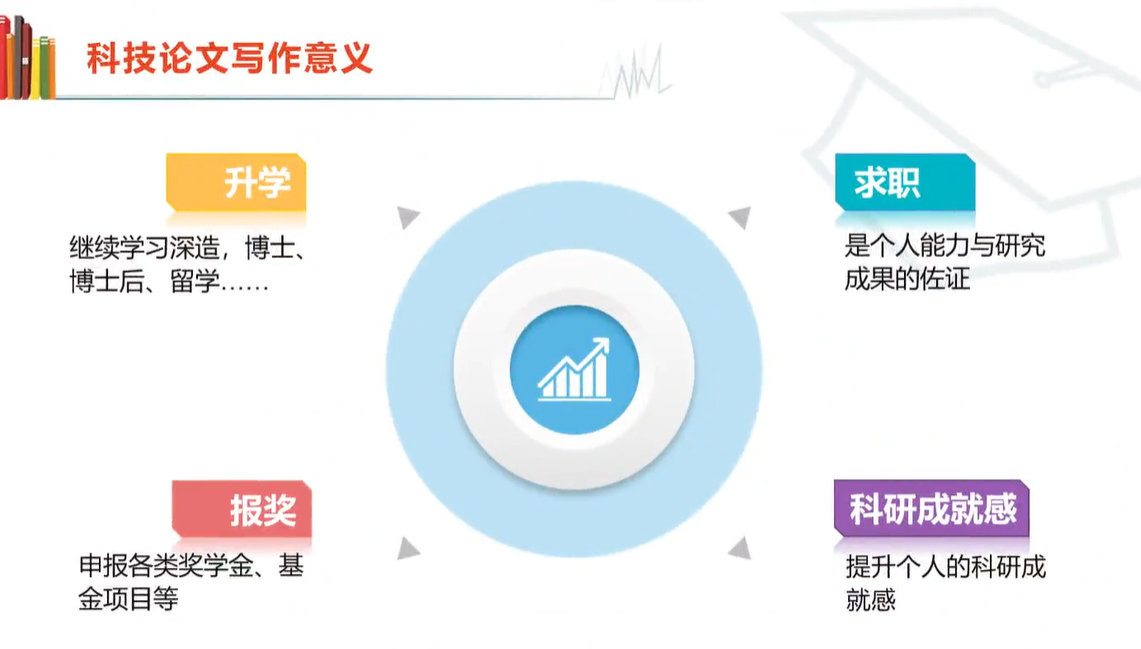 科技论文写作意义
升学
继续学习深造，博士、
博士后、留学……
求职
是个人能力与研究
成果的佐证
报奖
申报各类奖学金、基
金项目等
科研成就感
提升个人的科研成
就感